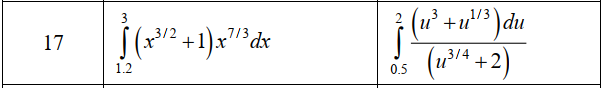 17 ∫_{1.2}^{3} (x^{3/2} + 1) x^{7/3} dx ∫_{0.5}^{2} (u^3 + u^{1/3}) du / (u^{3/4} + 2)